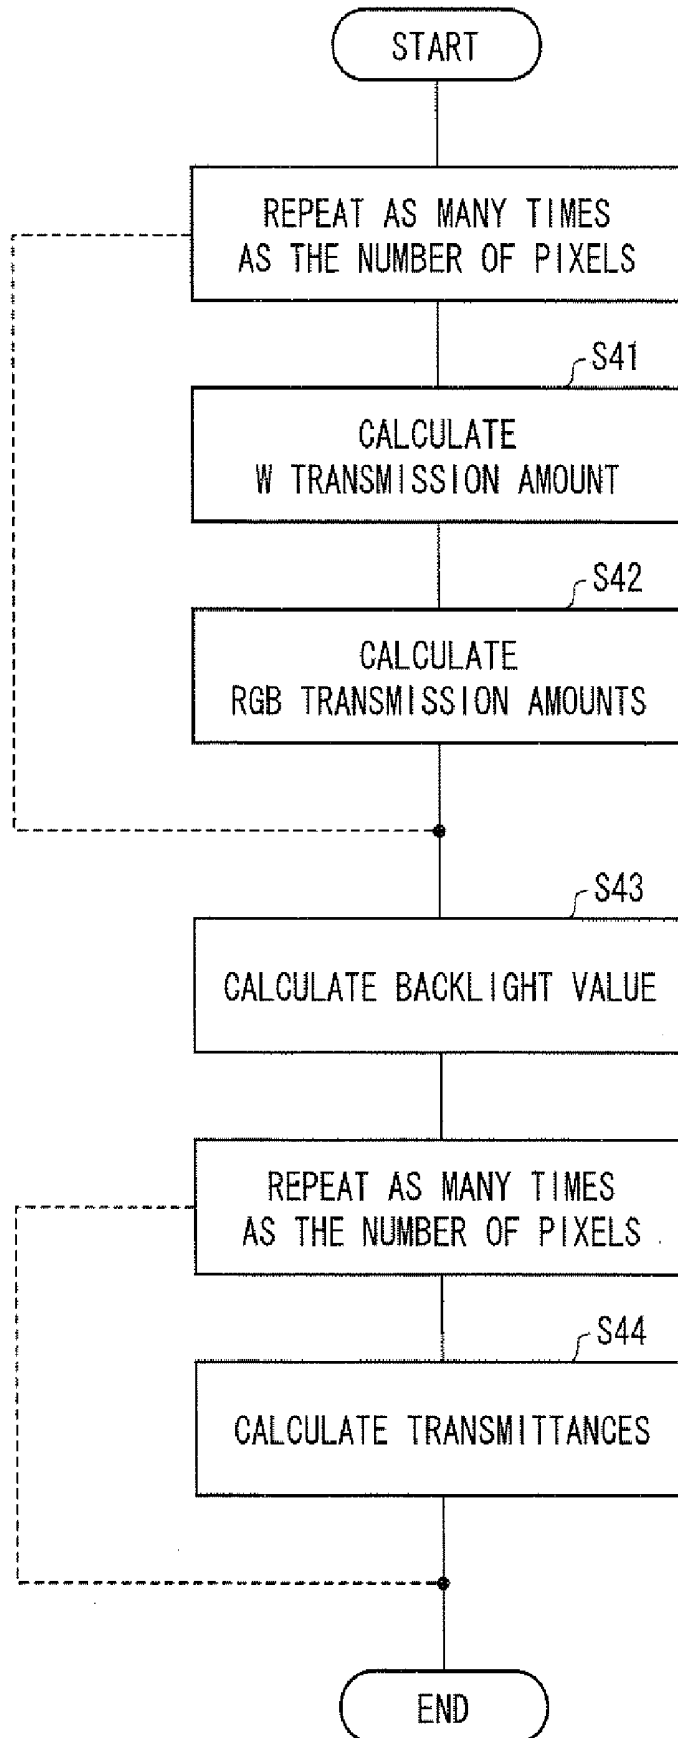 START
REPEAT AS MANY TIMES
AS THE NUMBER OF PIXELS
S41
CALCULATE
W TRANSMISSION AMOUNT
S42
CALCULATE
RGB TRANSMISSION AMOUNTS
S43
CALCULATE BACKLIGHT VALUE
REPEAT AS MANY TIMES
AS THE NUMBER OF PIXELS
S44
CALCULATE TRANSMITTANCES
END